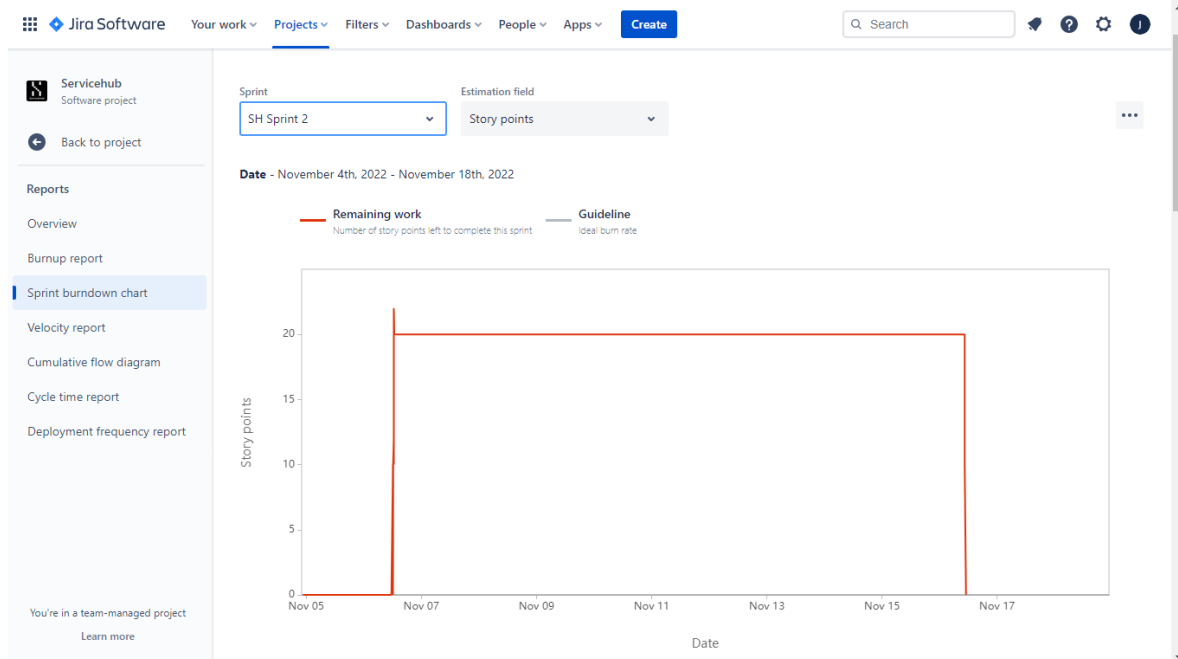 Jira Software Your work Projects Filters Dashboards People Apps Create Search J
Servicehub
Software project
Back to project
Reports
Overview
Burnup report
Sprint burndown chart
Velocity report
Cumulative flow diagram
Cycle time report
Deployment frequency report
You're in a team-managed project
Learn more
Sprint Estimation field
SH Sprint 2 Story points
Date - November 4th, 2022 - November 18th, 2022
Remaining work Guideline
Number of story points left to complete this sprint Ideal burn rate
20
15
10
5
0
Story points
Nov 05 Nov 07 Nov 09 Nov 11 Nov 13 Nov 15 Nov 17
Date